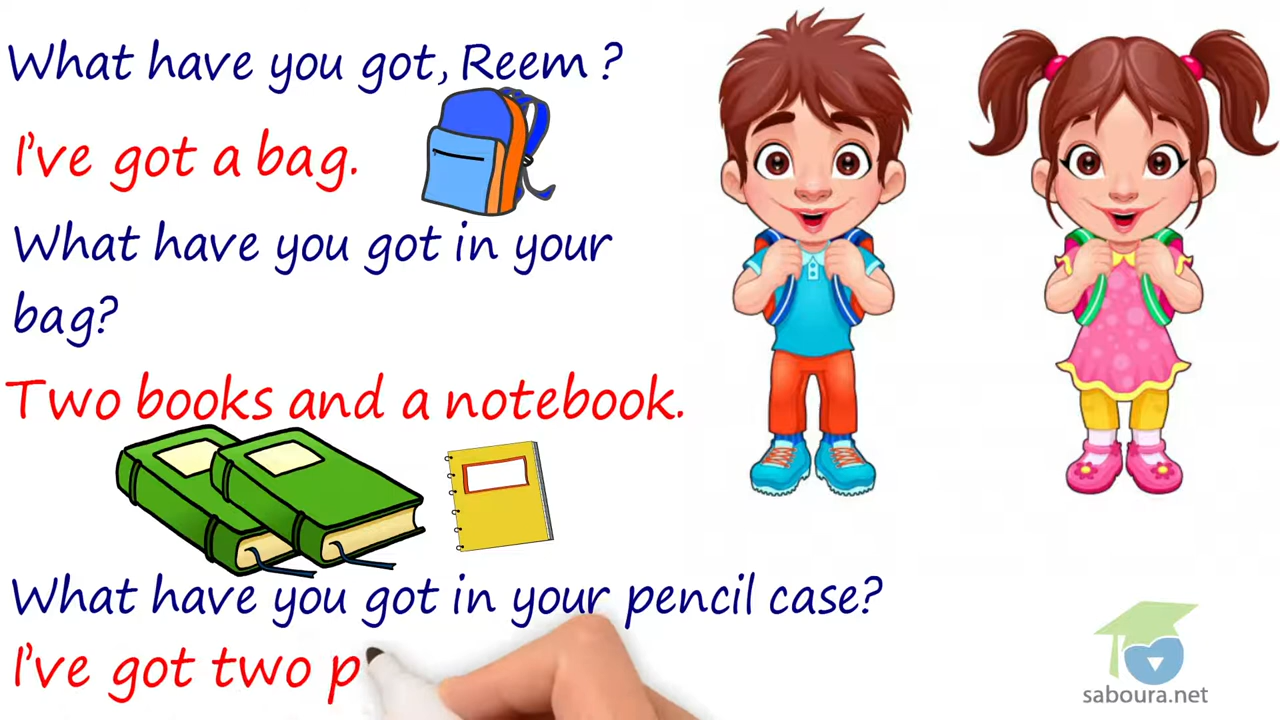 What have you got, Reem ?
I've got a bag.
What have you got in your
bag?
Two books and a notebook.
What have you got in your pencil case?
I've got two p
saboura.net